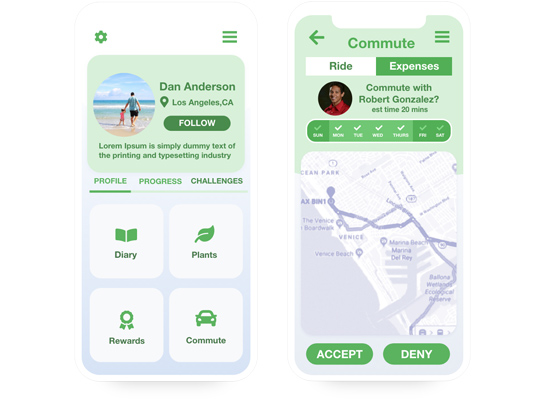 Dan Anderson
Los Angeles,CA
FOLLOW
Lorem Ipsum is simply dummy text of
the printing and typesetting industry
PROFILE PROGRESS CHALLENGES
Diary Plants
Rewards Commute
Commute
Ride Expenses
Commute with
Robert Gonzalez?
est time 20 mins
SUN MON TUE WED THURS FRI SAT
CEAN PARK
AX BIN1
The Venice
Boardwalk
VENICE
Venice Beach
Marina Beach
Marina
Del Rey
Ballona
Wetlands
Ecological
Reserve
ACCEPT DENY